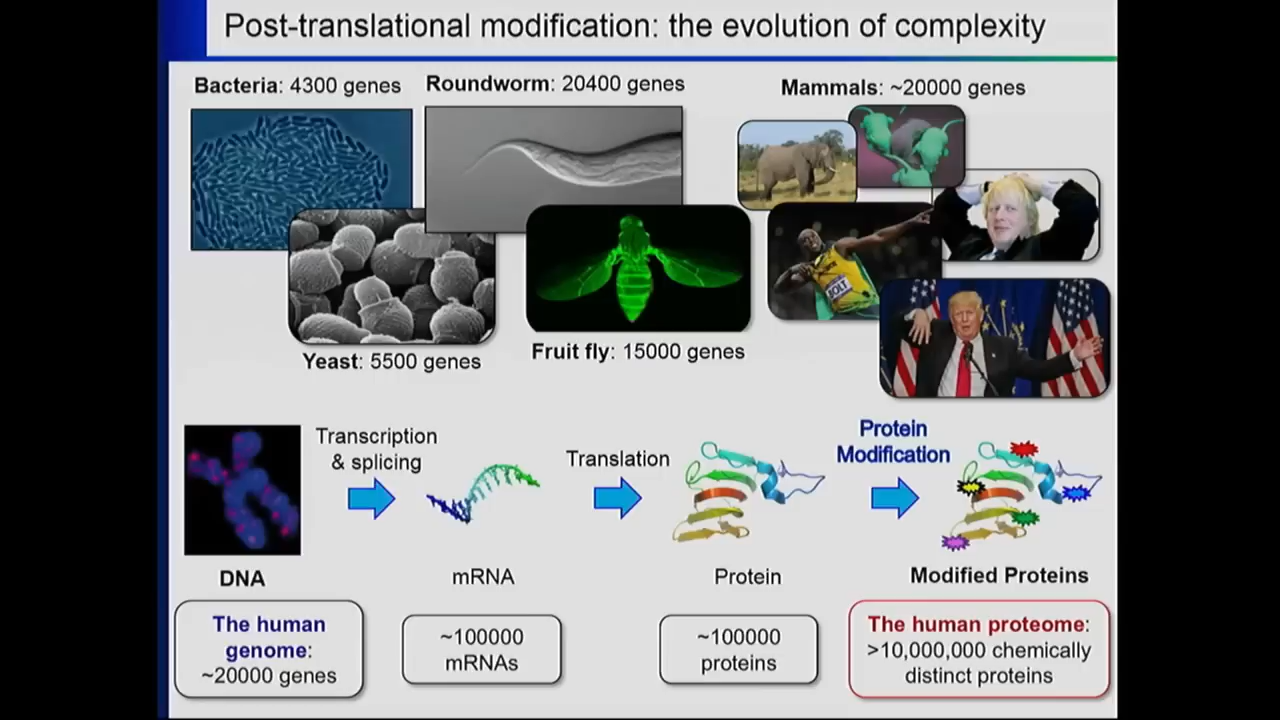 Post-translational modification: the evolution of complexity
Bacteria: 4300 genes
Roundworm: 20400 genes
Mammals: ~20000 genes
BOLT
Yeast: 5500 genes
Fruit fly: 15000 genes
Transcription
& splicing
Translation
Protein
Modification
DNA
mRNA
Protein
Modified Proteins
The human
genome:
~20000 genes
~100000
mRNAs
~100000
proteins
The human proteome:
>10,000,000 chemically
distinct proteins